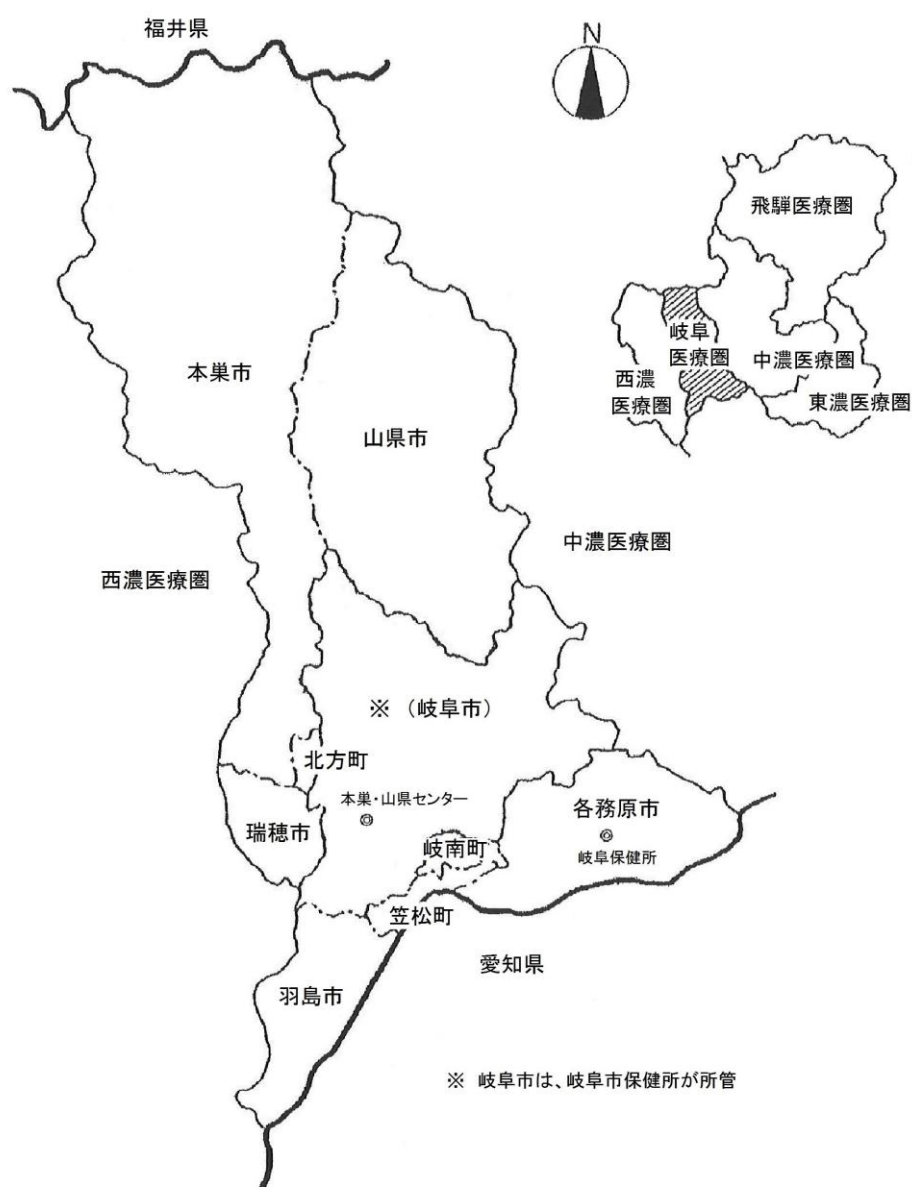 福井県
N
飛騨医療圏
岐阜
医療圏
西濃
医療圏
中濃医療圏
東濃医療圏
本巣市
山県市
中濃医療圏
西濃医療圏
※（岐阜市）
北方町
本巣・山県センター
各務原市
瑞穂市
岐南町
岐阜保健所
笠松町
愛知県
羽島市
※ 岐阜市は、岐阜市保健所が所管